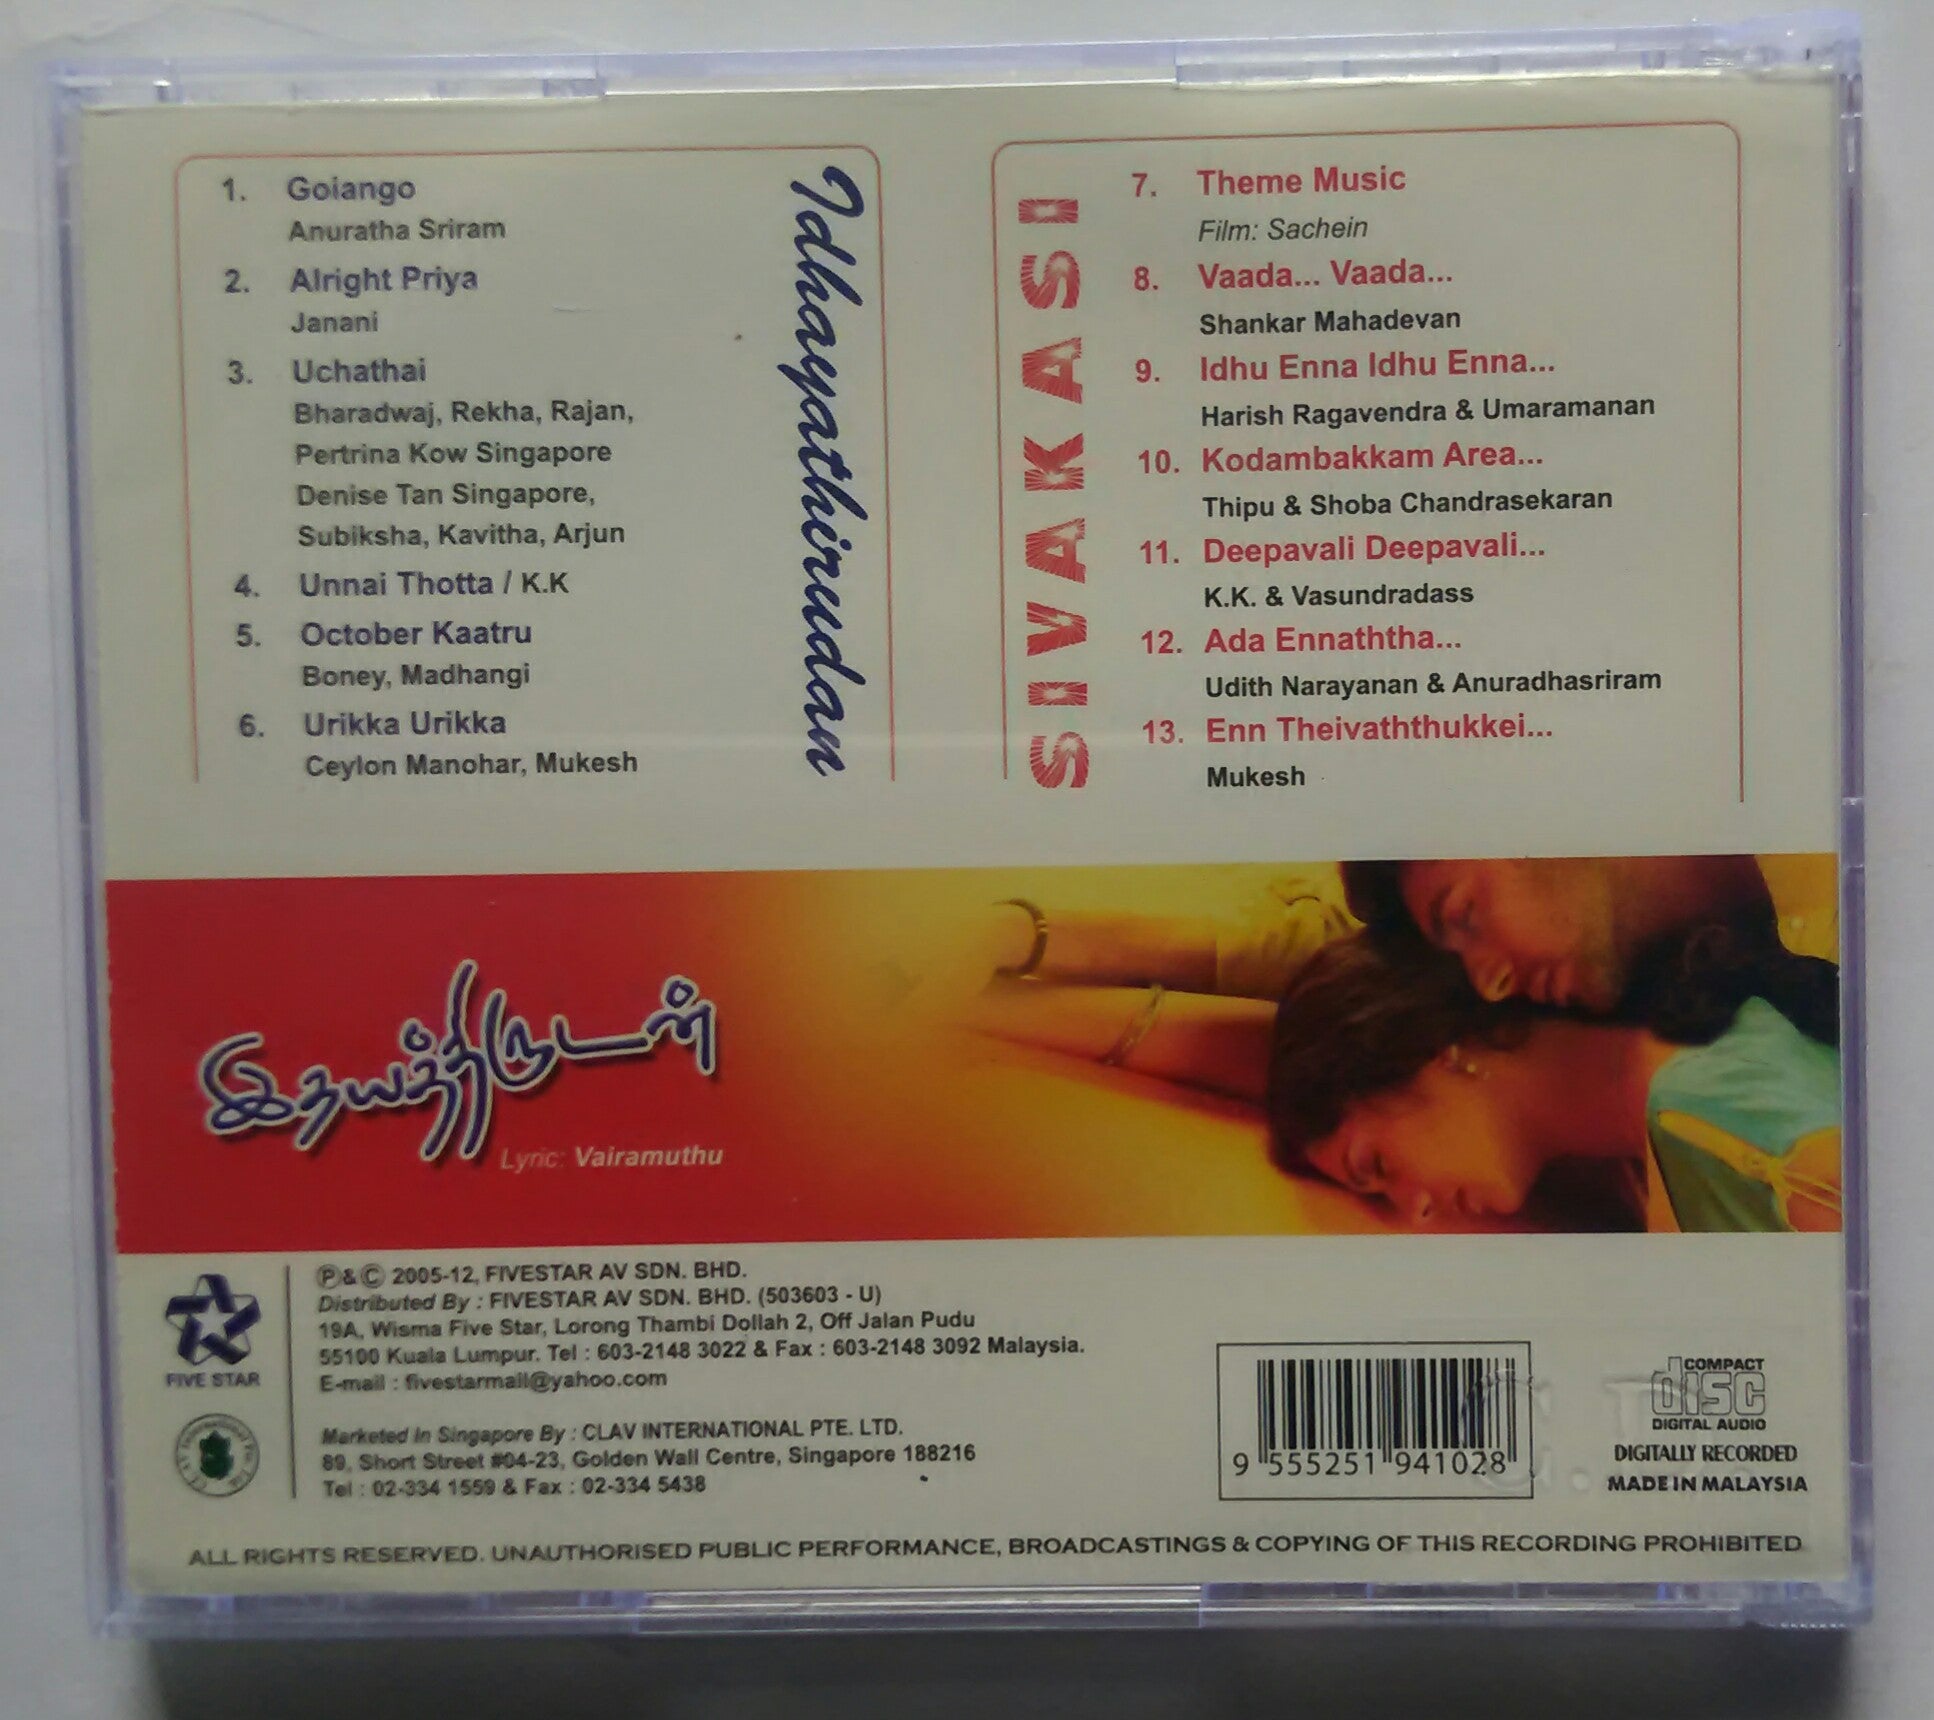 Idhayathirudan
1. Goiango
Anuratha Sriram
2. Alright Priya
Janani
3. Uchathai
Bharadwaj, Rekha, Rajan,
Pertrina Kow Singapore
Denise Tan Singapore,
Subiksha, Kavitha, Arjun
4. Unnai Thotta / K.K
5. October Kaatru
Boney, Madhangi
6. Urikka Urikka
Ceylon Manohar, Mukesh
SIVAKASI
7. Theme Music
Film: Sachein
8. Vaada... Vaada...
Shankar Mahadevan
9. Idhu Enna Idhu Enna...
Harish Ragavendra & Umaramanan
10. Kodambakkam Area...
Thipu & Shoba Chandrasekaran
11. Deepavali Deepavali...
K.K. & Vasundradass
12. Ada Ennaththa...
Udith Narayanan & Anuradhasriram
13. Enn Theivaththukkei...
Mukesh
இதயத்திருடன்
Lyric: Vairamuthu
FIVE STAR
Ⓟ & © 2005-12, FIVESTAR AV SDN. BHD.
Distributed By : FIVESTAR AV SDN. BHD. (503603 - U)
19A, Wisma Five Star, Lorong Thambi Dollah 2, Off Jalan Pudu
55100 Kuala Lumpur. Tel : 603-2148 3022 & Fax : 603-2148 3092 Malaysia.
E-mail : fivestarmail@yahoo.com
Marketed In Singapore By : CLAV INTERNATIONAL PTE. LTD.
89, Short Street #04-23, Golden Wall Centre, Singapore 188216
Tel : 02-334 1559 & Fax : 02-334 5438
9 555251 941028
COMPACT
DISC
DIGITAL AUDIO
DIGITALLY RECORDED
MADE IN MALAYSIA
ALL RIGHTS RESERVED. UNAUTHORISED PUBLIC PERFORMANCE, BROADCASTINGS & COPYING OF THIS RECORDING PROHIBITED